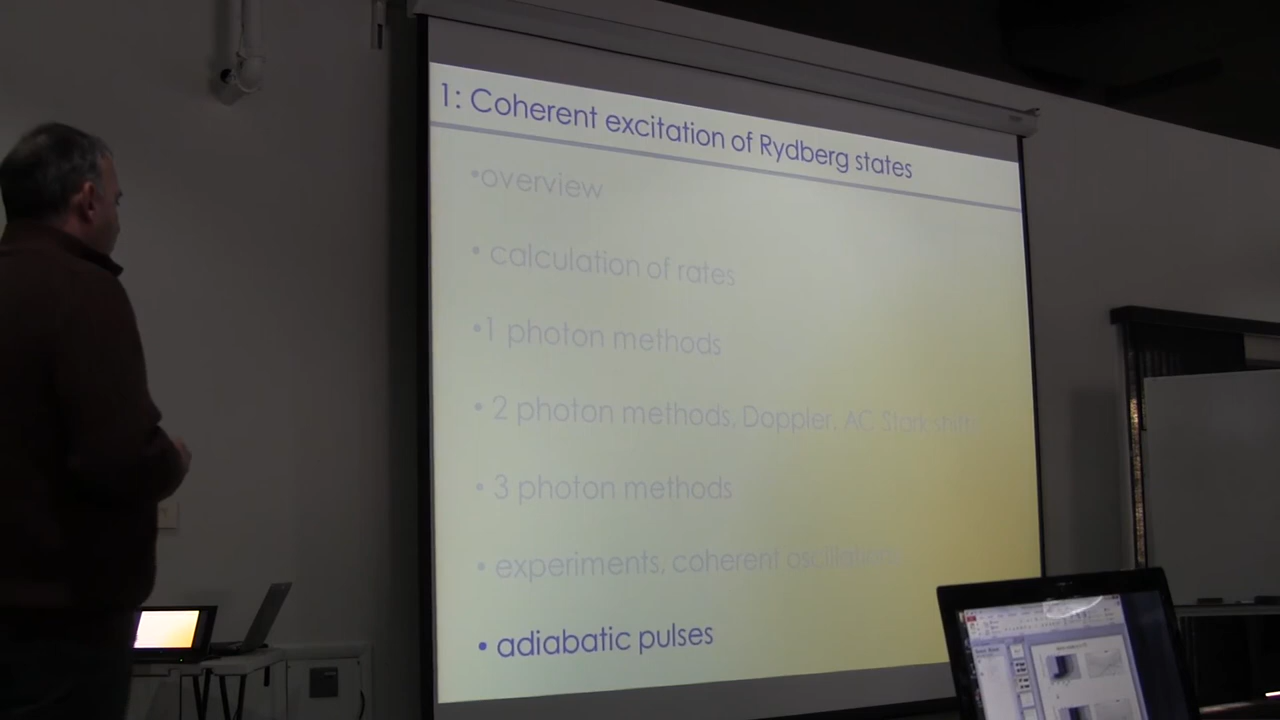 1: Coherent excitation of Rydberg states
•overview
• calculation of rates
•1 photon methods
• 2 photon methods, Doppler, AC Stark shifts
• 3 photon methods
• experiments, coherent oscillations
• adiabatic pulses